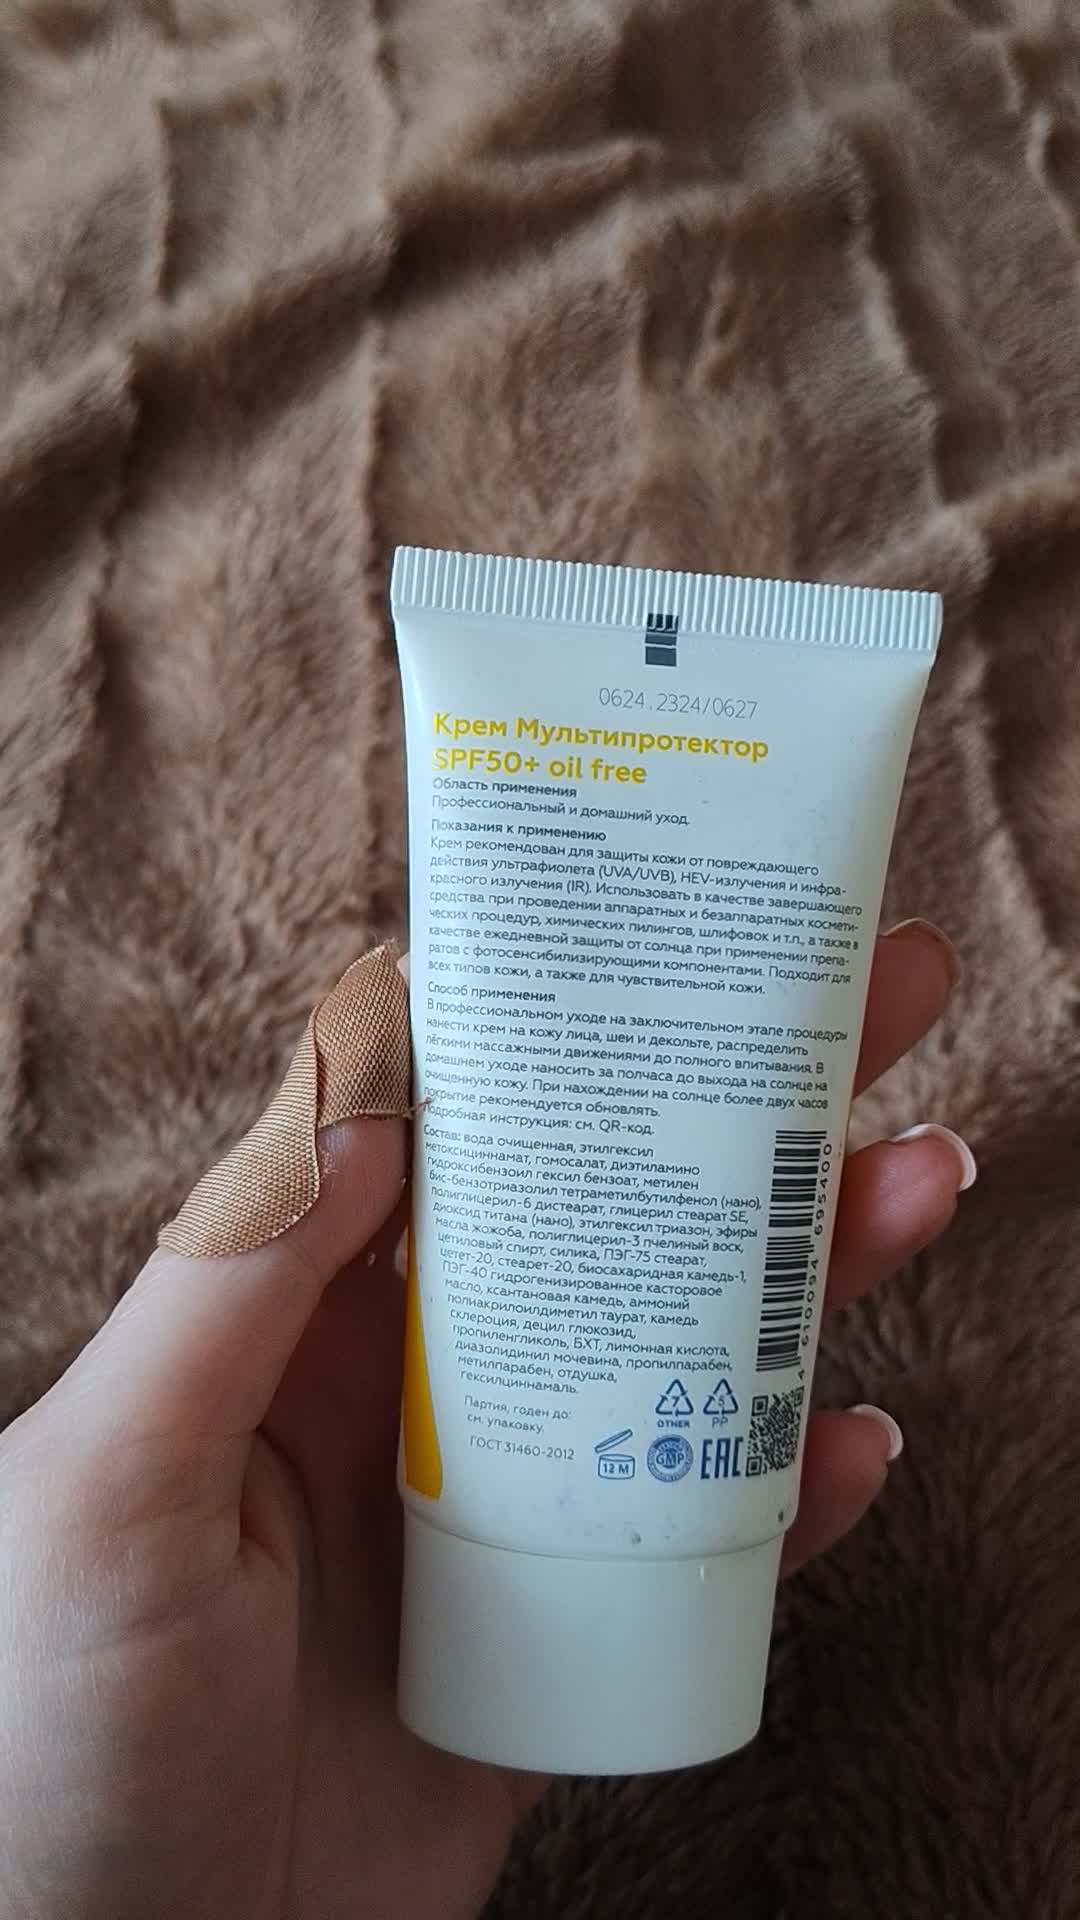 0624.2324/0627
Крем Мультипротектор
SPF50+ oil free
Область применения
Профессиональный и домашний уход.
Показания к применению
Крем рекомендован для защиты кожи от повреждающего
действия ультрафиолета (UVA/UVB), HEV-излучения и инфра-
красного излучения (IR). Использовать в качестве завершающего
средства при проведении аппаратных и безаппаратных космети-
ческих процедур, химических пилингов, шлифовок и т.п., а также в
качестве ежедневной защиты от солнца при применении препа-
ратов с фотосенсибилизирующими компонентами. Подходит для
всех типов кожи, а также для чувствительной кожи.
Способ применения
В профессиональном уходе на заключительном этапе процедуры
нанести крем на кожу лица, шеи и декольте, распределить
лёгкими массажными движениями до полного впитывания. В
домашнем уходе наносить за полчаса до выхода на солнце на
очищенную кожу. При нахождении на солнце более двух часов
покрытие рекомендуется обновлять.
Подробная инструкция: см. QR-код.
Состав: вода очищенная, этилгексил
метоксициннамат, гомосалат, диэтиламино
гидроксибензоил гексил бензоат, метилен
бис-бензотриазолил тетраметилбутилфенол (нано),
полиглицерил-6 дистеарат, глицерил стеарат SE,
диоксид титана (нано), этилгексил триазон, эфиры
масла жожоба, полиглицерил-3 пчелиный воск,
цетиловый спирт, силика, ПЭГ-75 стеарат,
цетет-20, стеарет-20, биосахаридная камедь-1,
ПЭГ-40 гидрогенизированное касторовое
масло, ксантановая камедь, аммоний
полиакрилоилдиметил таурат, камедь
склероция, децил глюкозид,
пропиленгликоль, БХТ, лимонная кислота,
диазолидинил мочевина, пропилпарабен,
метилпарабен, отдушка,
гексилциннамаль.
Партия, годен до:
см. упаковку.
ГОСТ 31460-2012
7
OTHER
5
PP
12 M
GMP
EAC
4 610094 695400